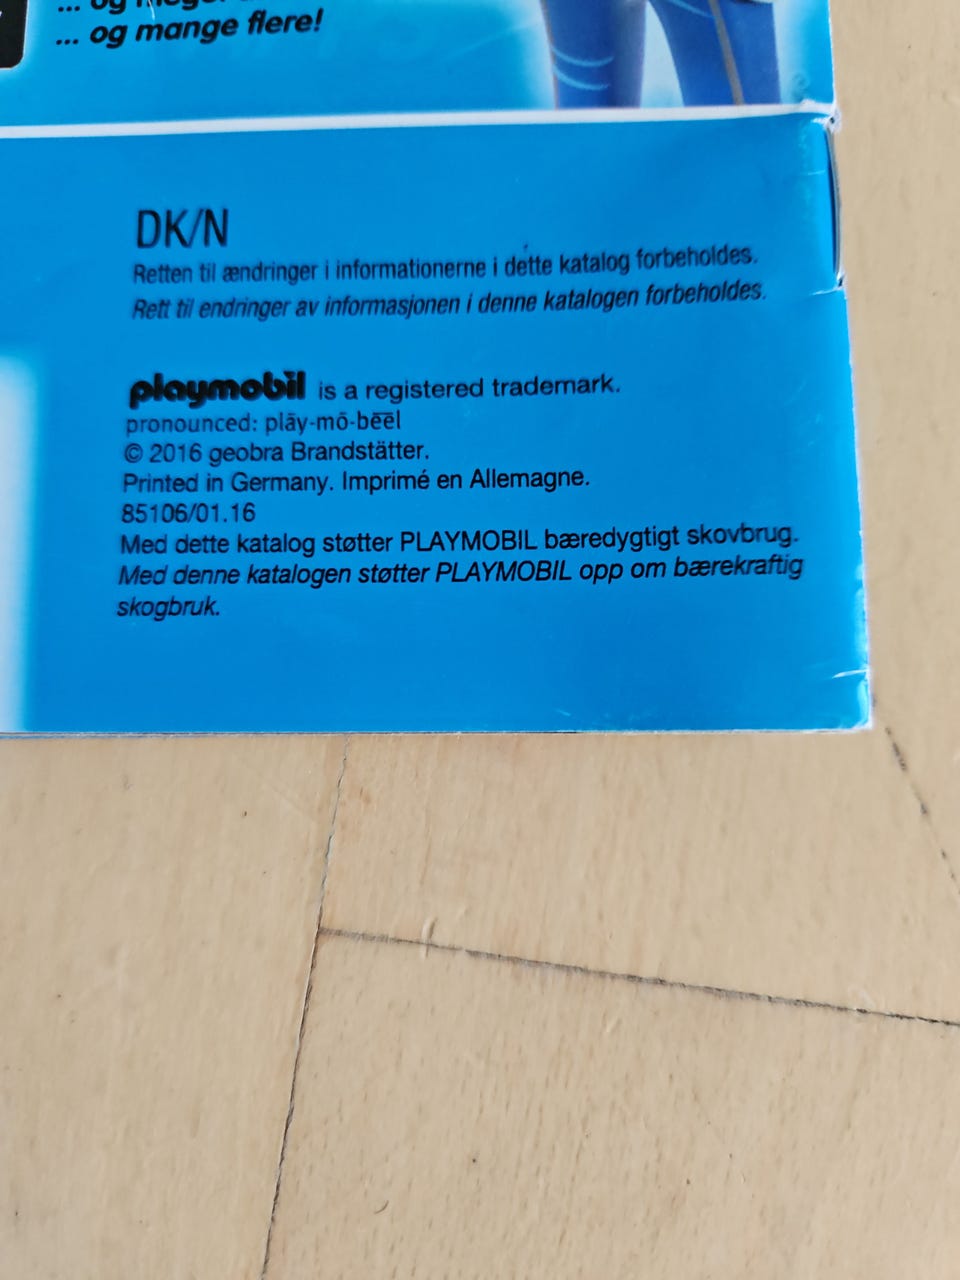 ... og
... og mange flere!
DK/N
Retten til ændringer i informationerne i dette katalog forbeholdes.
Rett til endringer av informasjonen i denne katalogen forbeholdes.
playmobil is a registered trademark.
pronounced: plāy-mō-bēēl
© 2016 geobra Brandstätter.
Printed in Germany. Imprimé en Allemagne.
85106/01.16
Med dette katalog støtter PLAYMOBIL bæredygtigt skovbrug.
Med denne katalogen støtter PLAYMOBIL opp om bærekraftig
skogbruk.